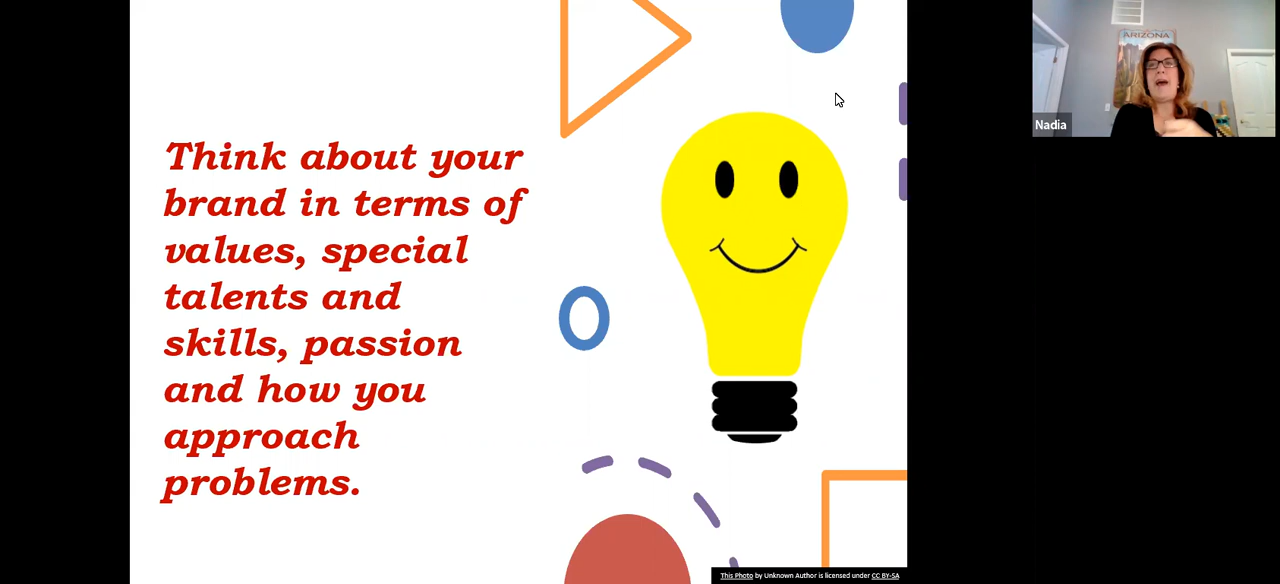 Think about your
brand in terms of
values, special
talents and
skills, passion
and how you
approach
problems.
ARIZONA
Nadia
This Photo by Unknown Author is licensed under CC BY-SA